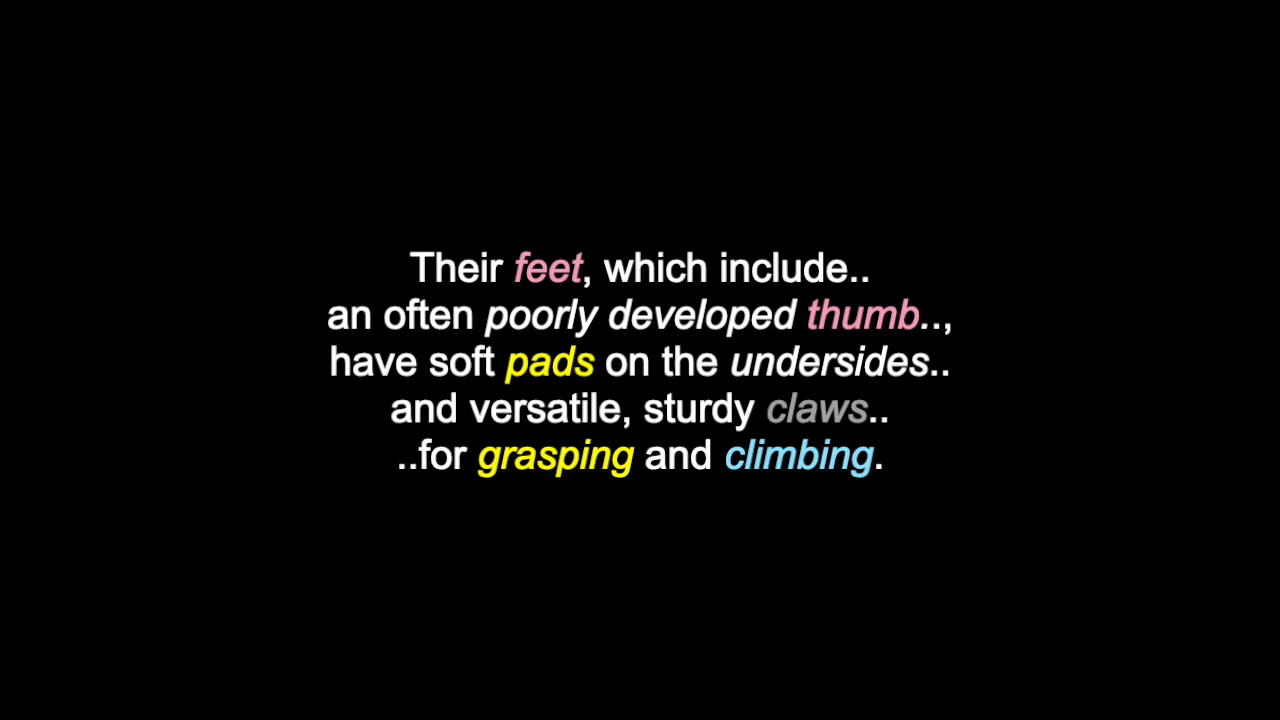 Their feet, which include..
an often poorly developed thumb..,
have soft pads on the undersides..
and versatile, sturdy claws..
..for grasping and climbing.